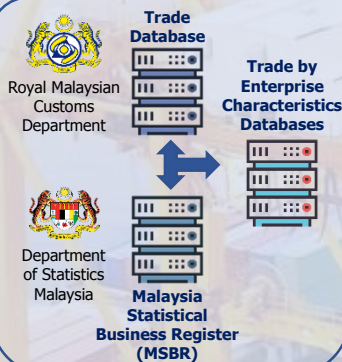 Trade
Database
Royal Malaysian
Customs
Department
Trade by
Enterprise
Characteristics
Databases
Department
of Statistics
Malaysia
Malaysia
Statistical
Business Register
(MSBR)